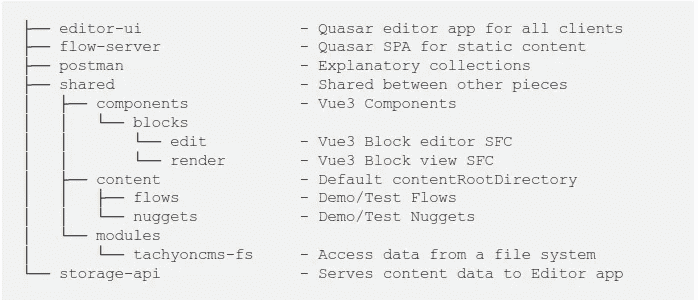 ├── editor-ui                 - Quasar editor app for all clients
├── flow-server               - Quasar SPA for static content
├── postman                   - Explanatory collections
├── shared                    - Shared between other pieces
│   ├── components            - Vue3 Components
│   │   └── blocks
│   │       └── edit          - Vue3 Block editor SFC
│   │       └── render        - Vue3 Block view SFC
│   ├── content               - Default contentRootDirectory
│   │   ├── flows             - Demo/Test Flows
│   │   └── nuggets           - Demo/Test Nuggets
│   └── modules
│       └── tachyoncms-fs     - Access data from a file system
└── storage-api               - Serves content data to Editor app